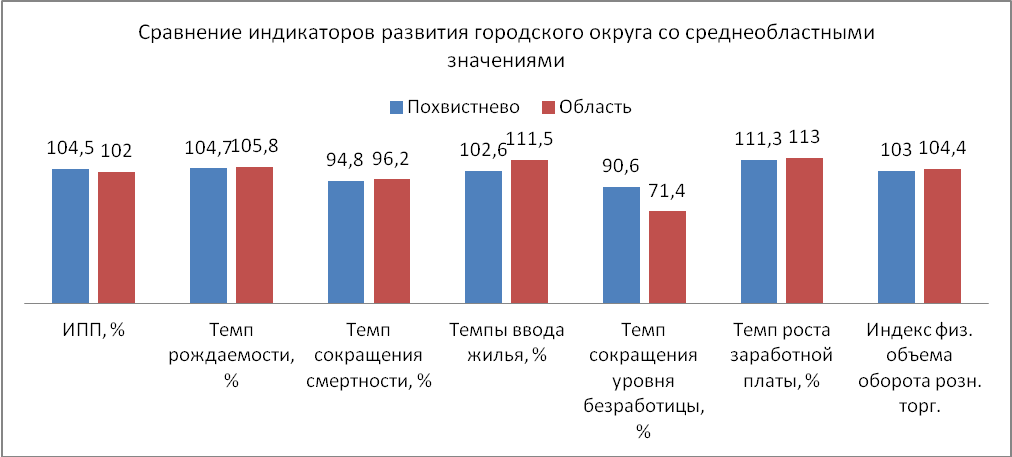 Сравнение индикаторов развития городского округа со среднеобластными
значениями
Похвистнево Область
104,5 102 104,7 105,8 94,8 96,2 102,6 111,5 90,6 71,4 111,3 113 103 104,4
ИПП, %
Темп
рождаемости,
%
Темп
сокращения
смертности, %
Темпы ввода
жилья, %
Темп
сокращения
уровня
безработицы,
%
Темп роста
заработной
платы, %
Индекс физ.
объема
оборота розн.
торг.